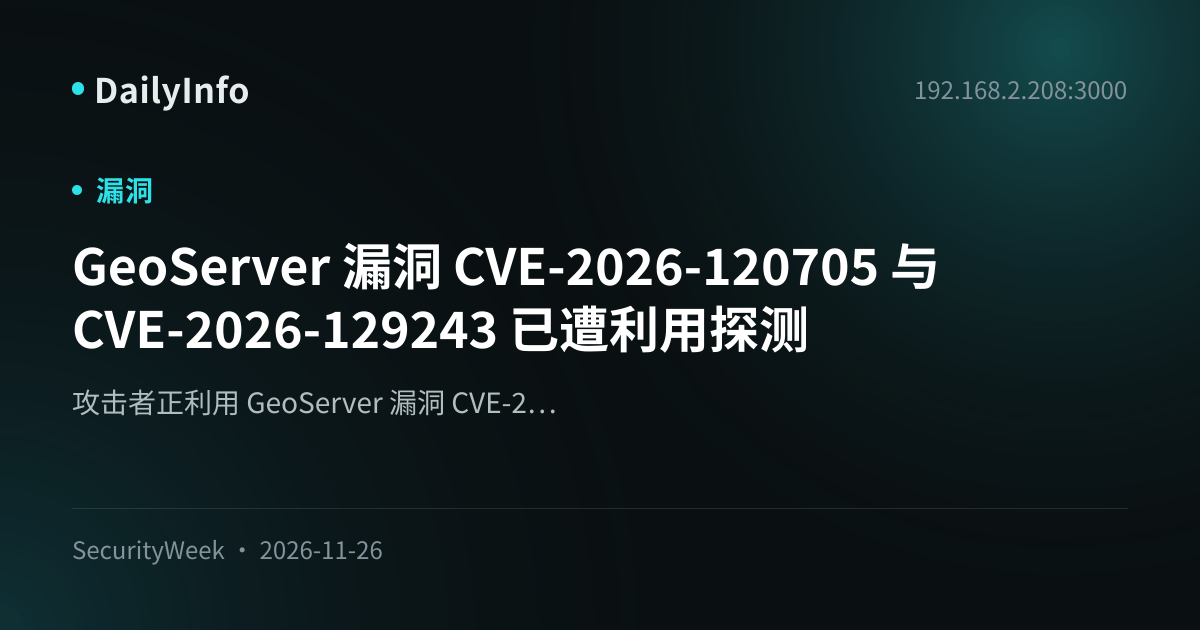 DailyInfo
192.168.2.208:3000
漏洞
GeoServer 漏洞 CVE-2026-120705 与
CVE-2026-129243 已遭利用探测
攻击者正利用 GeoServer 漏洞 CVE-2…
SecurityWeek · 2026-11-26